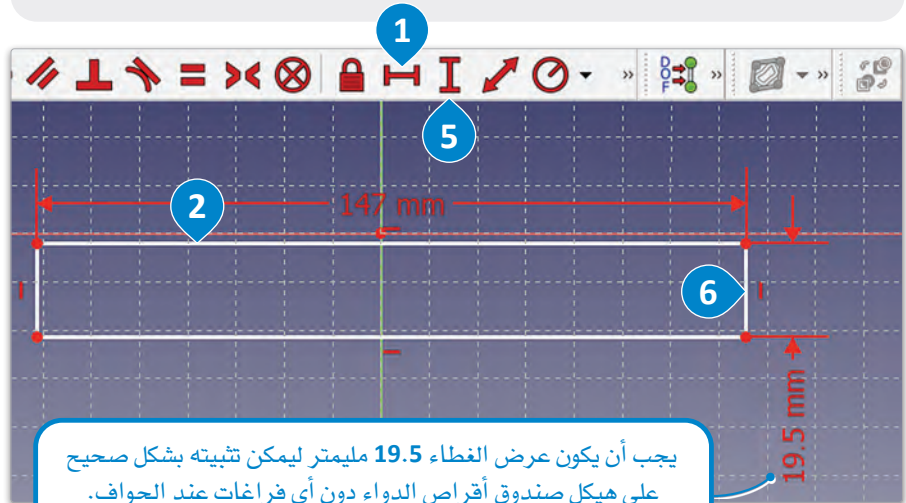 1
D
O
F
5
147 mm
2
6
19.5 mm
يجب أن يكون عرض الغطاء 19.5 مليمتر ليمكن تثبيته بشكل صحيح
على هيكل صندوق أقراص الدواء دون أي فراغات عند الحواف.